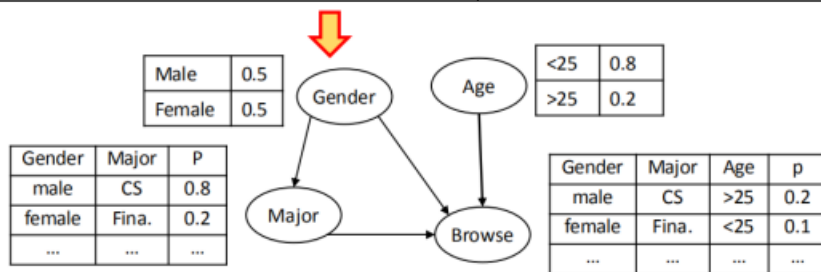 Male 0.5
Female 0.5
Gender
Age
<25 0.8
>25 0.2
Gender Major P
male CS 0.8
female Fina. 0.2
... ... ...
Major
Browse
Gender Major Age p
male CS >25 0.2
female Fina. <25 0.1
... ... ... ...